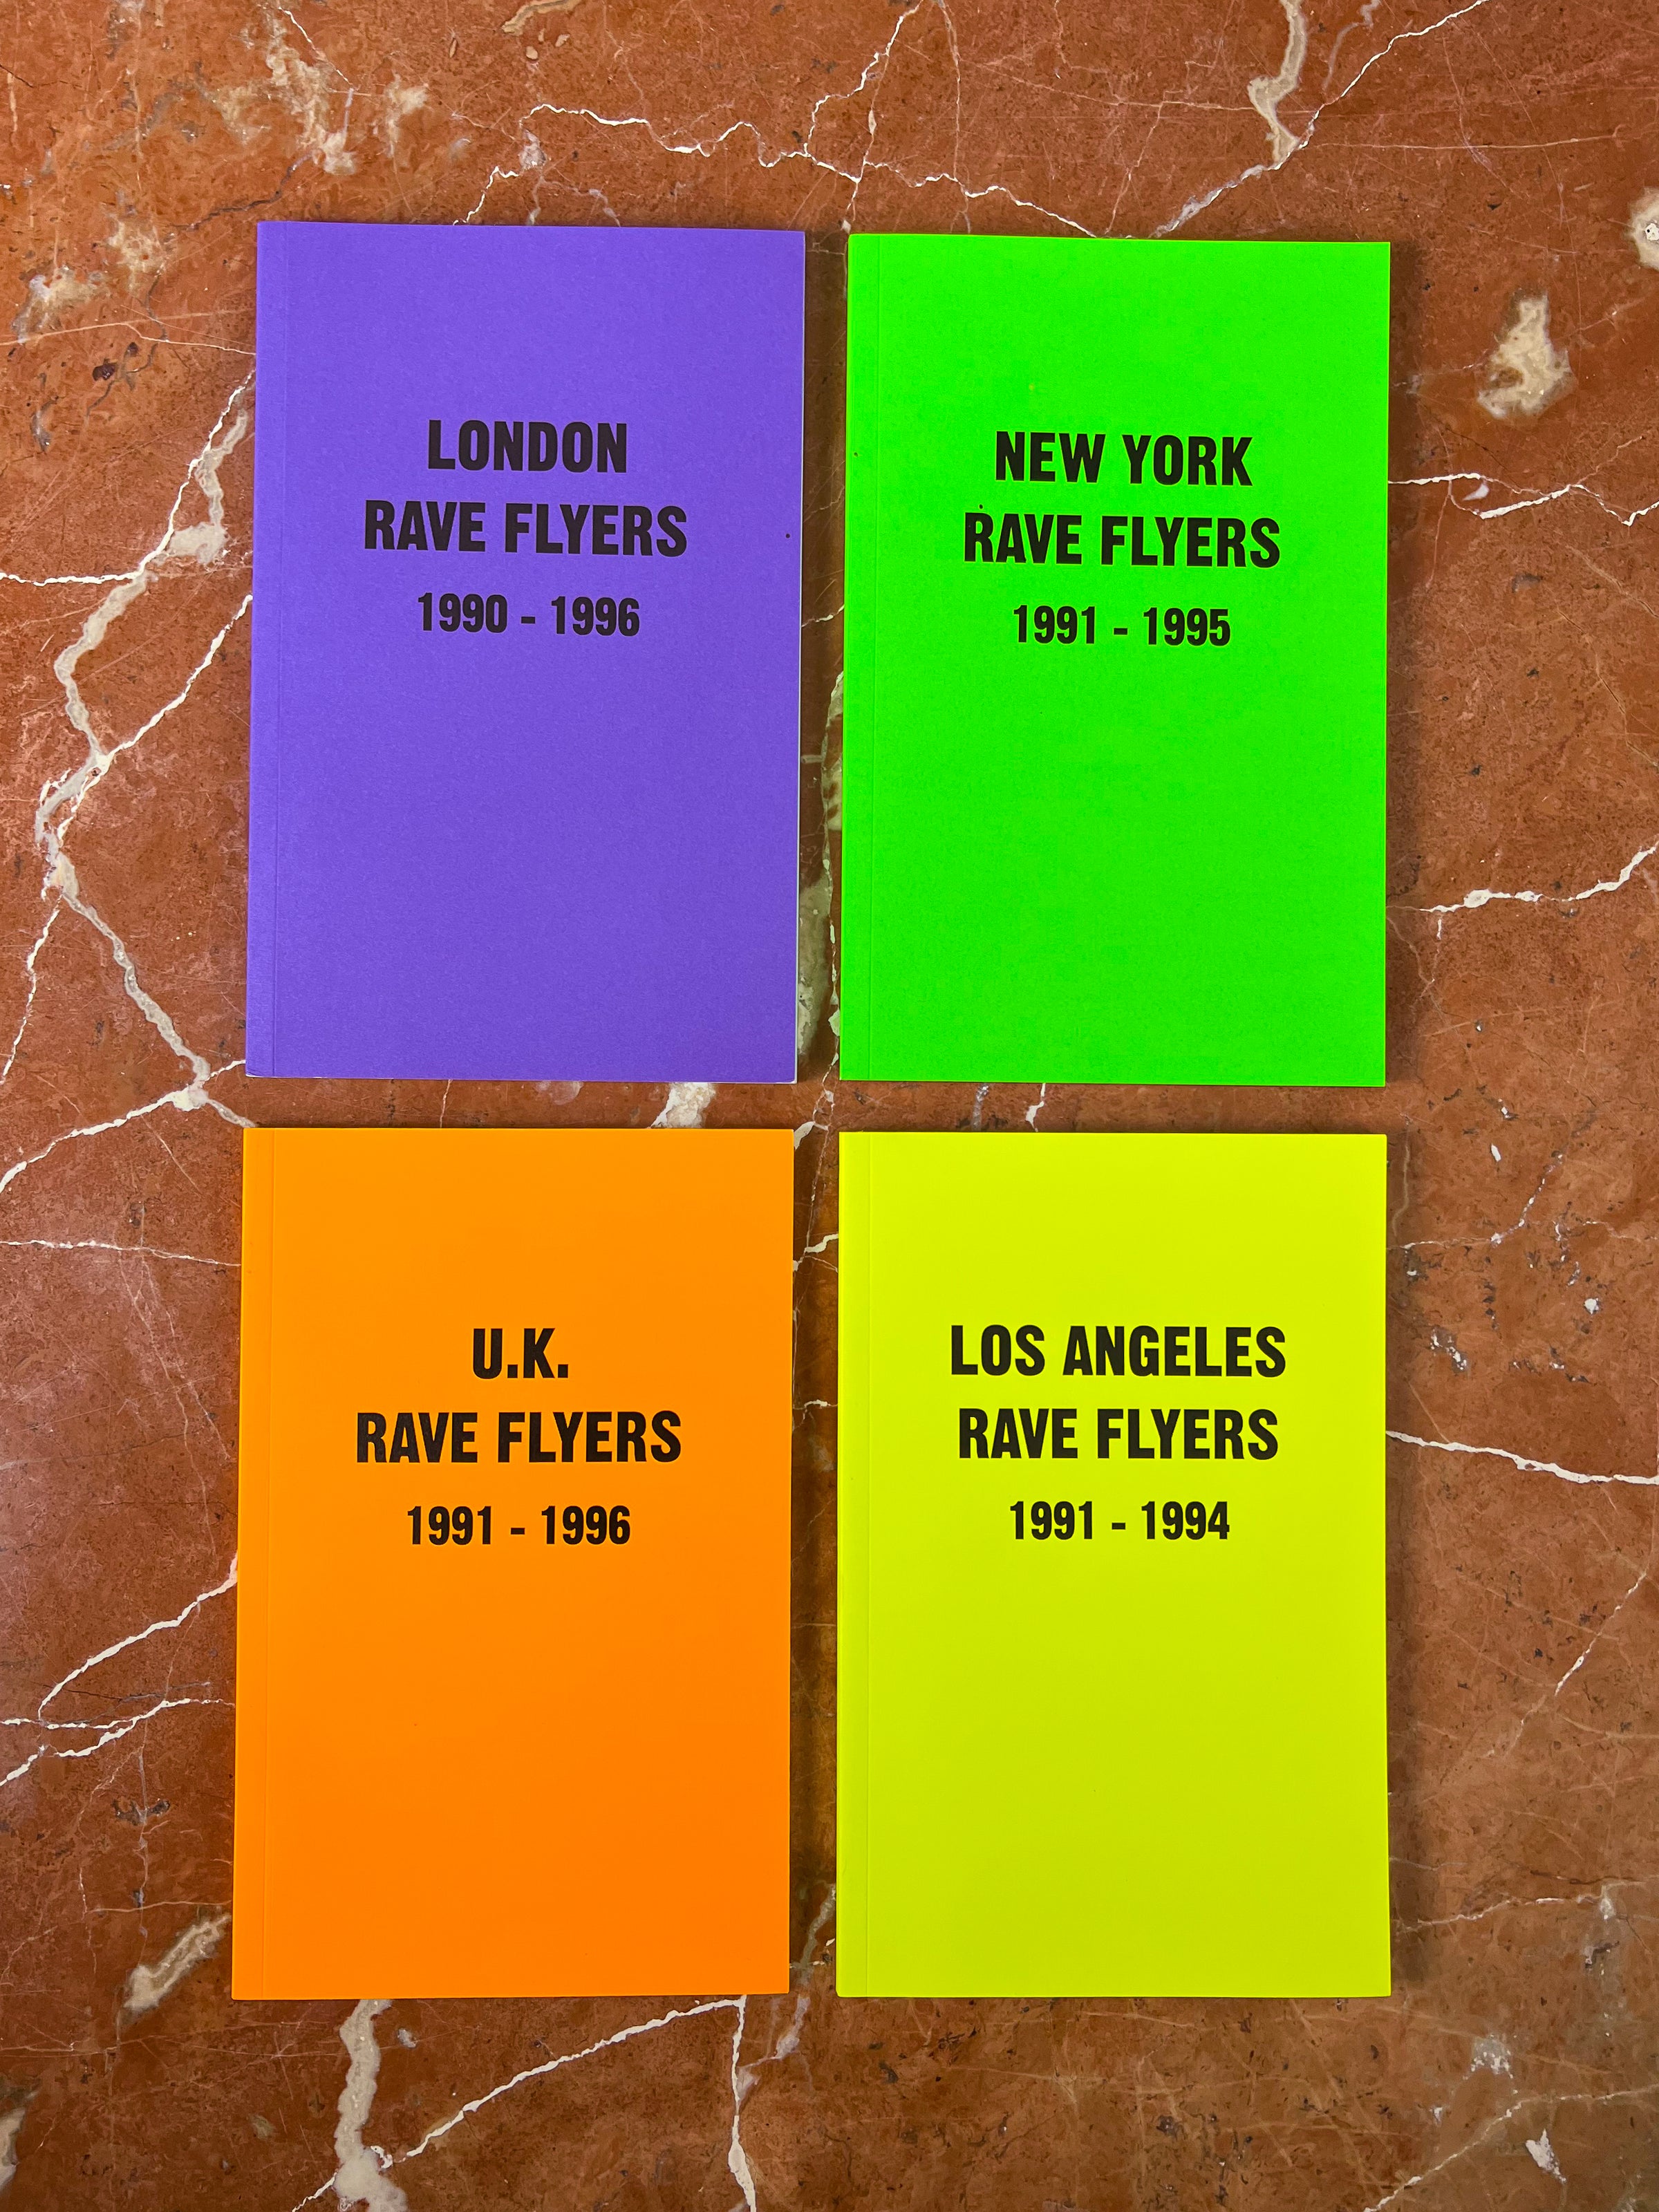 LONDON
RAVE FLYERS
1990 - 1996
NEW YORK
RAVE FLYERS
1991 - 1995
U.K.
RAVE FLYERS
1991 - 1996
LOS ANGELES
RAVE FLYERS
1991 - 1994